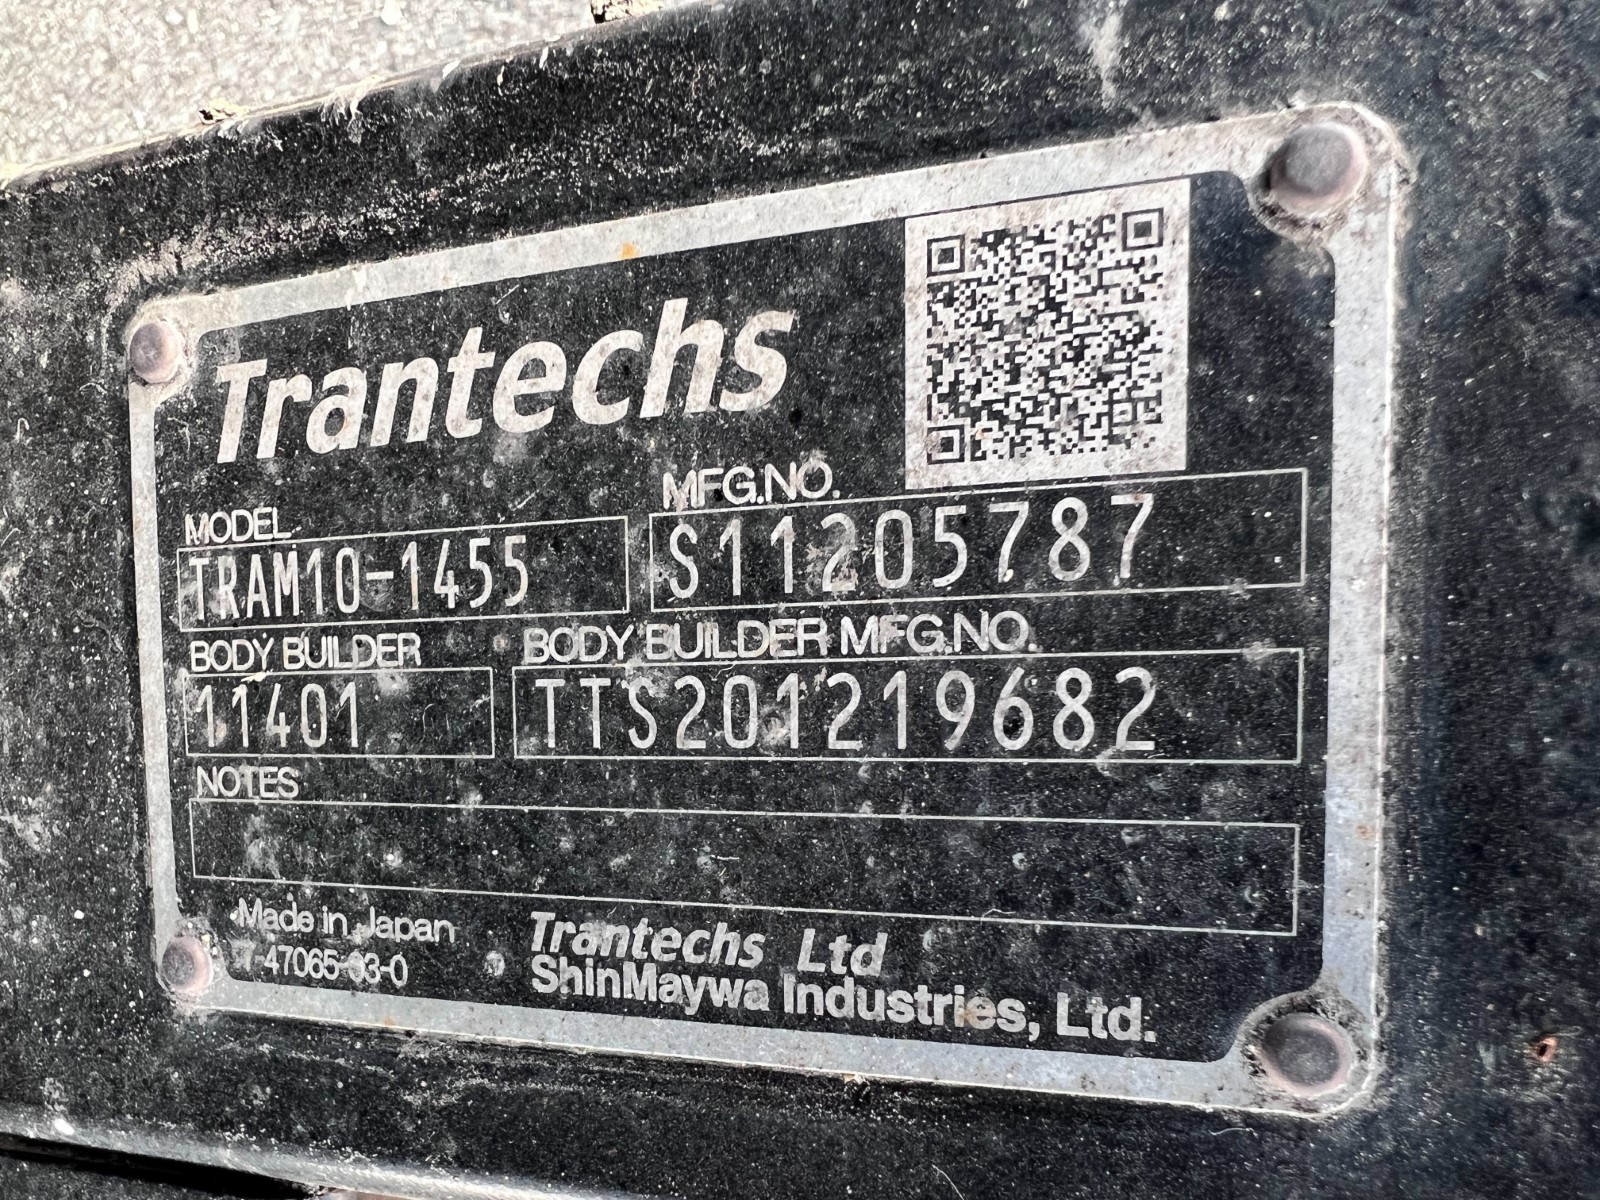 Trantechs
MODEL
MFG.NO.
TRAM10-1455
S11205787
BODY BUILDER
BODY BUILDER MFG.NO.
11401
TTS201219682
NOTES
Made in Japan
Trantechs Ltd
ShinMaywa Industries, Ltd.